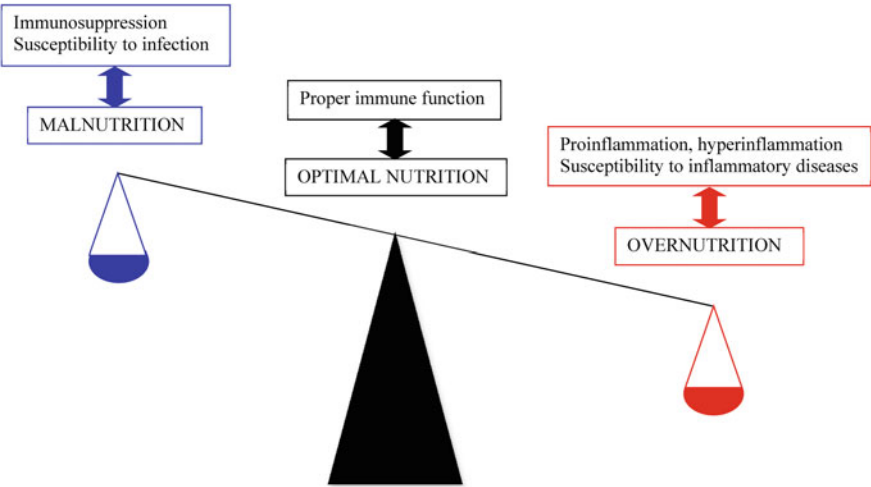 Immunosuppression
Susceptibility to infection
MALNUTRITION
Proper immune function
OPTIMAL NUTRITION
Proinflammation, hyperinflammation
Susceptibility to inflammatory diseases
OVERNUTRITION